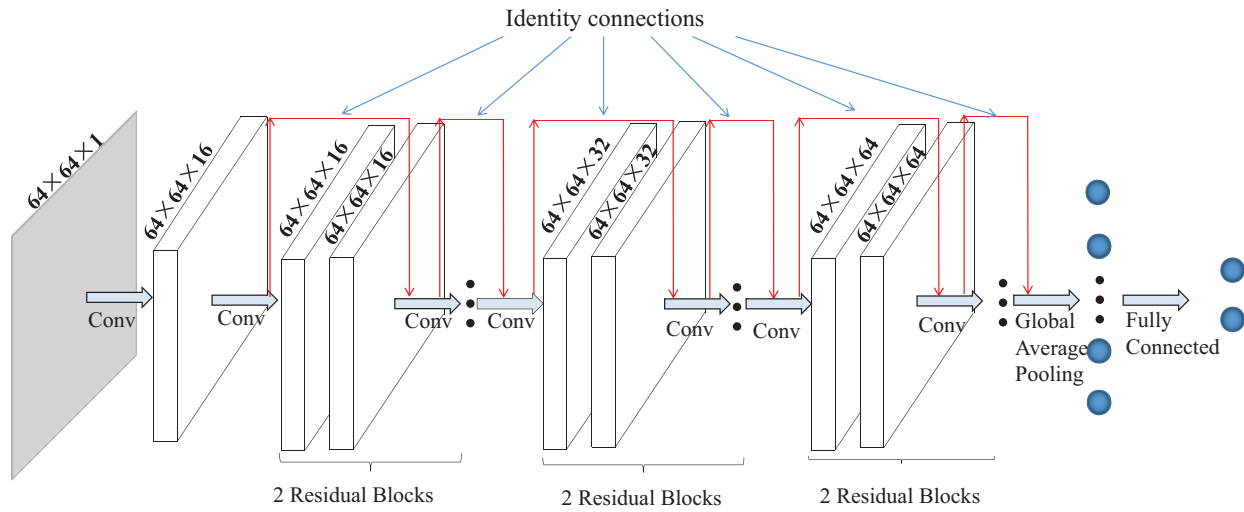 Identity connections
64×64×1
64×64×16
64×64×16
64×64×16
64×64×32
64×64×32
64×64×64
64×64×64
Conv
Conv
Conv
Conv
Conv
Conv
Conv
Global
Average
Pooling
Fully
Connected
2 Residual Blocks
2 Residual Blocks
2 Residual Blocks